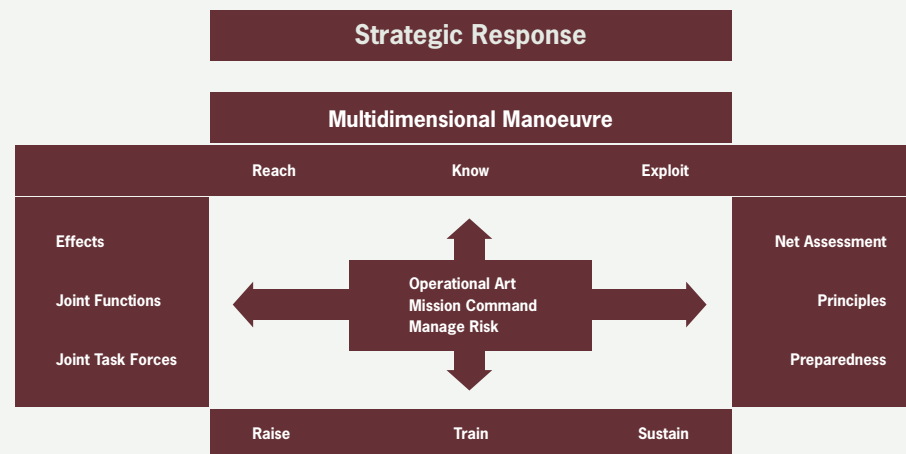 Strategic Response
Multidimensional Manoeuvre
Reach Know Exploit
Effects
Joint Functions
Joint Task Forces
Operational Art
Mission Command
Manage Risk
Net Assessment
Principles
Preparedness
Raise Train Sustain